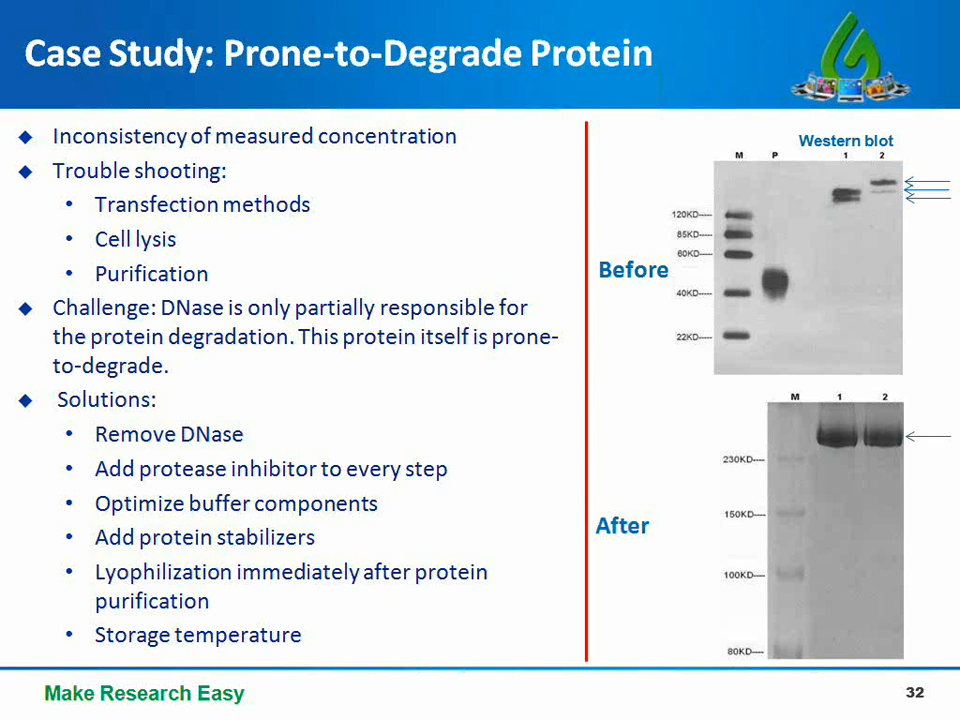 Case Study: Prone-to-Degrade Protein
◆ Inconsistency of measured concentration
◆ Trouble shooting:
• Transfection methods
• Cell lysis
• Purification
◆ Challenge: DNase is only partially responsible for
the protein degradation. This protein itself is prone-
to-degrade.
◆ Solutions:
• Remove DNase
• Add protease inhibitor to every step
• Optimize buffer components
• Add protein stabilizers
• Lyophilization immediately after protein
purification
• Storage temperature
Western blot
M P 1 2
120KD-----
85KD-----
60KD-----
Before
40KD-----
22KD-----
M 1 2
230KD----
150KD----
After
100KD----
80KD----
Make Research Easy
32